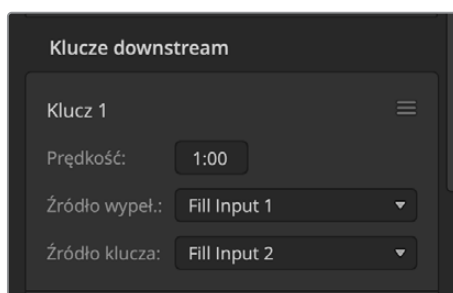 Klucze downstream
Klucz 1
Prędkość: 1:00
Źródło wypeł.: Fill Input 1
Źródło klucza: Fill Input 2